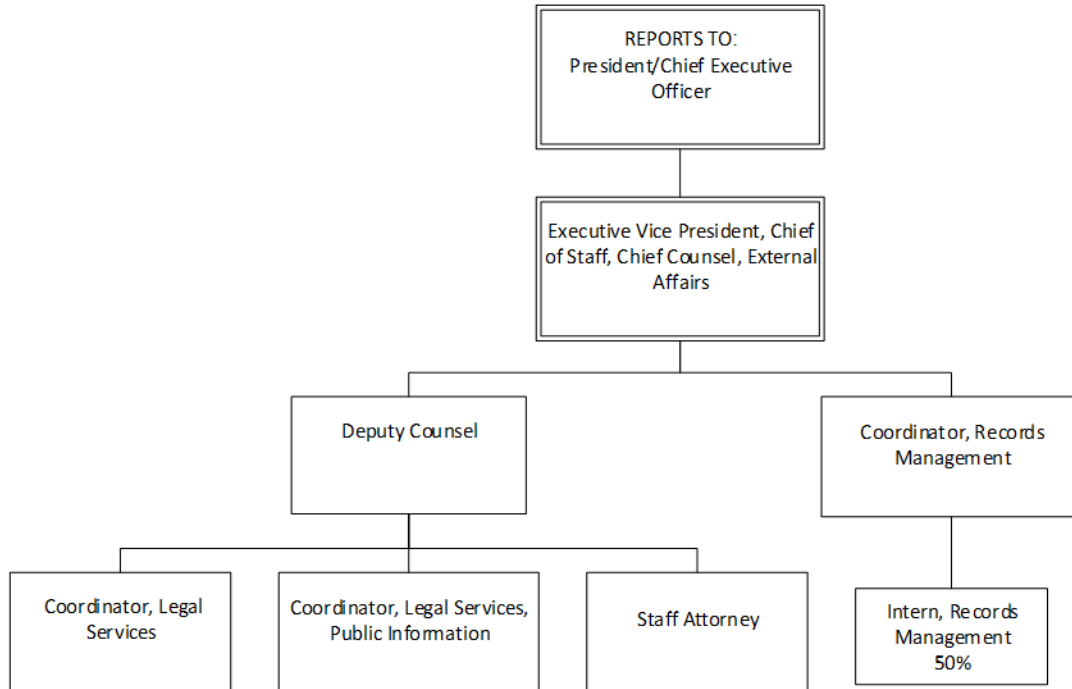 REPORTS TO:
President/Chief Executive
Officer
Executive Vice President, Chief
of Staff, Chief Counsel, External
Affairs
Deputy Counsel
Coordinator, Records
Management
Coordinator, Legal
Services
Coordinator, Legal Services,
Public Information
Staff Attorney
Intern, Records
Management
50%